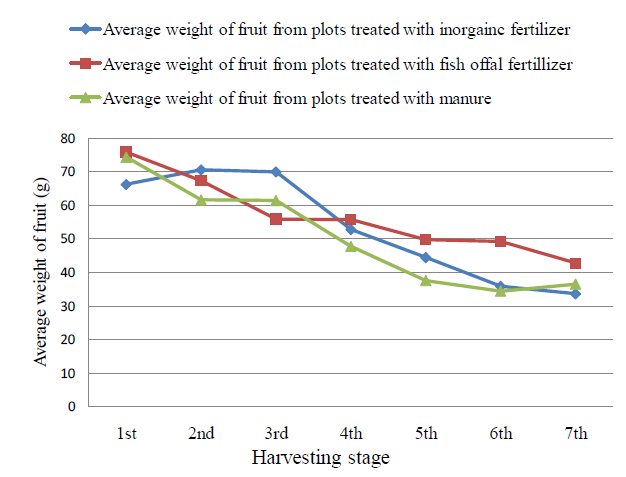 Average weight of fruit from plots treated with inorgainc fertilizer
Average weight of fruit from plots treated with fish offal fertillizer
Average weight of fruit from plots treated with manure
80
70
60
50
40
30
20
10
0
Average weight of fruit (g)
1st 2nd 3rd 4th 5th 6th 7th
Harvesting stage